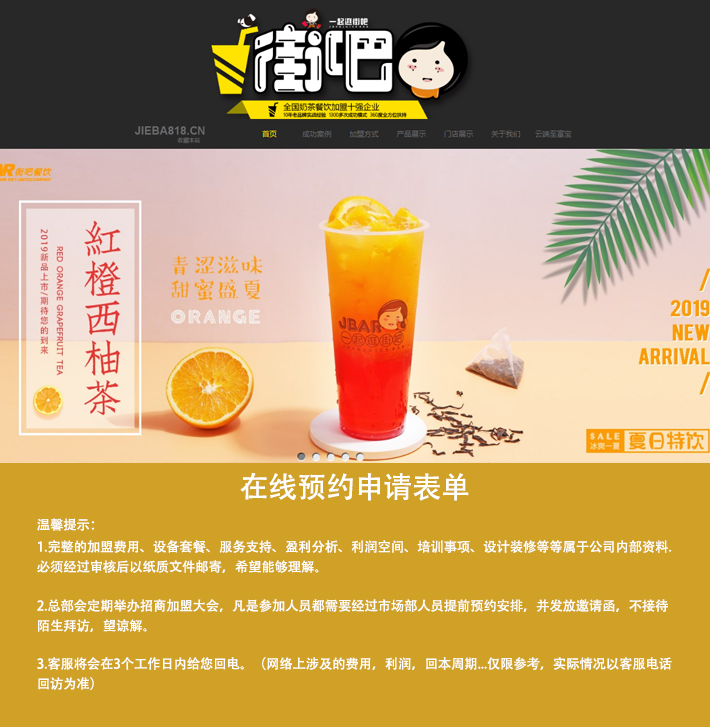 一起逛街吧
街吧
全国奶茶餐饮加盟十强企业
10年老品牌实战经验 1300多次成功模式 360度全方位扶持
JIEBA818.CN
首页 成功案例 加盟方式 产品展示 门店展示 关于我们 云端至富宝
街吧餐饮
紅橙西柚茶
RED ORANGE GRAPEFRUIT TEA
2019新品上市/期待您的到来
青涩滋味
甜蜜盛夏
ORANGE
JBAR
一起逛街吧
/
2019
NEW
ARRIVAL
/
SALE
冰爽一夏
夏日特饮
在线预约申请表单
温馨提示：
1.完整的加盟费用、设备套餐、服务支持、盈利分析、利润空间、培训事项、设计装修等等属于公司内部资料.
必须经过审核后以纸质文件邮寄，希望能够理解。
2.总部会定期举办招商加盟大会，凡是参加人员都需要经过市场部人员提前预约安排，并发放邀请函，不接待
陌生拜访，望谅解。
3.客服将会在3个工作日内给您回电。（网络上涉及的费用，利润，回本周期...仅限参考，实际情况以客服电话
回访为准）